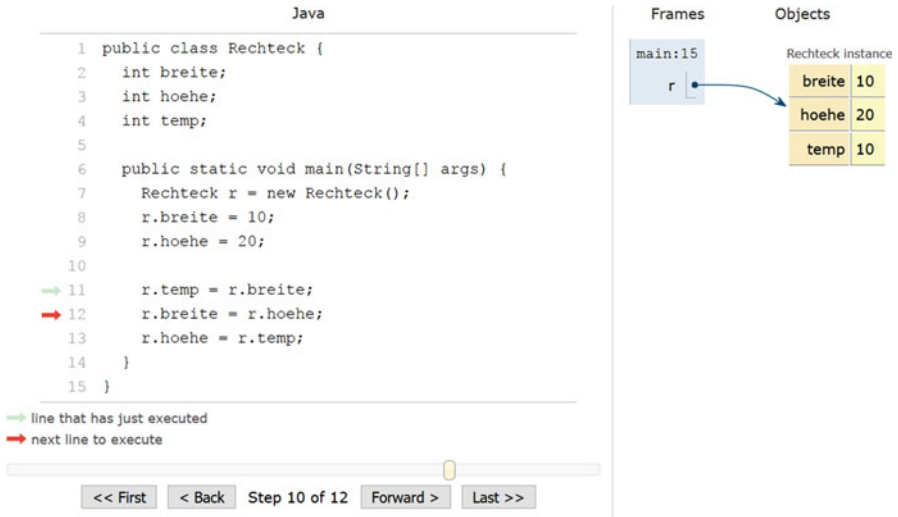 Java
1 public class Rechteck {
2 int breite;
3 int hoehe;
4 int temp;
5
6 public static void main(String[] args) {
7 Rechteck r = new Rechteck();
8 r.breite = 10;
9 r.hoehe = 20;
10
11 r.temp = r.breite;
12 r.breite = r.hoehe;
13 r.hoehe = r.temp;
14 }
15 }
line that has just executed
next line to execute
<< First < Back Step 10 of 12 Forward > Last >>
Frames Objects
main:15
r
Rechteck instance
breite 10
hoehe 20
temp 10